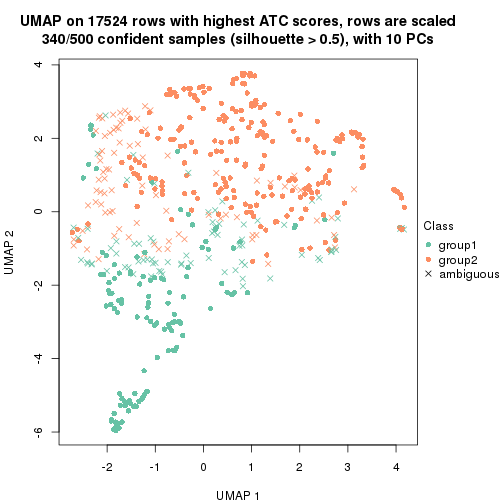 UMAP on 17524 rows with highest ATC scores, rows are scaled
340/500 confident samples (silhouette > 0.5), with 10 PCs
4
2
0
-2
-4
-6
UMAP 2
-2 -1 0 1 2 3 4
UMAP 1
Class
group1
group2
ambiguous